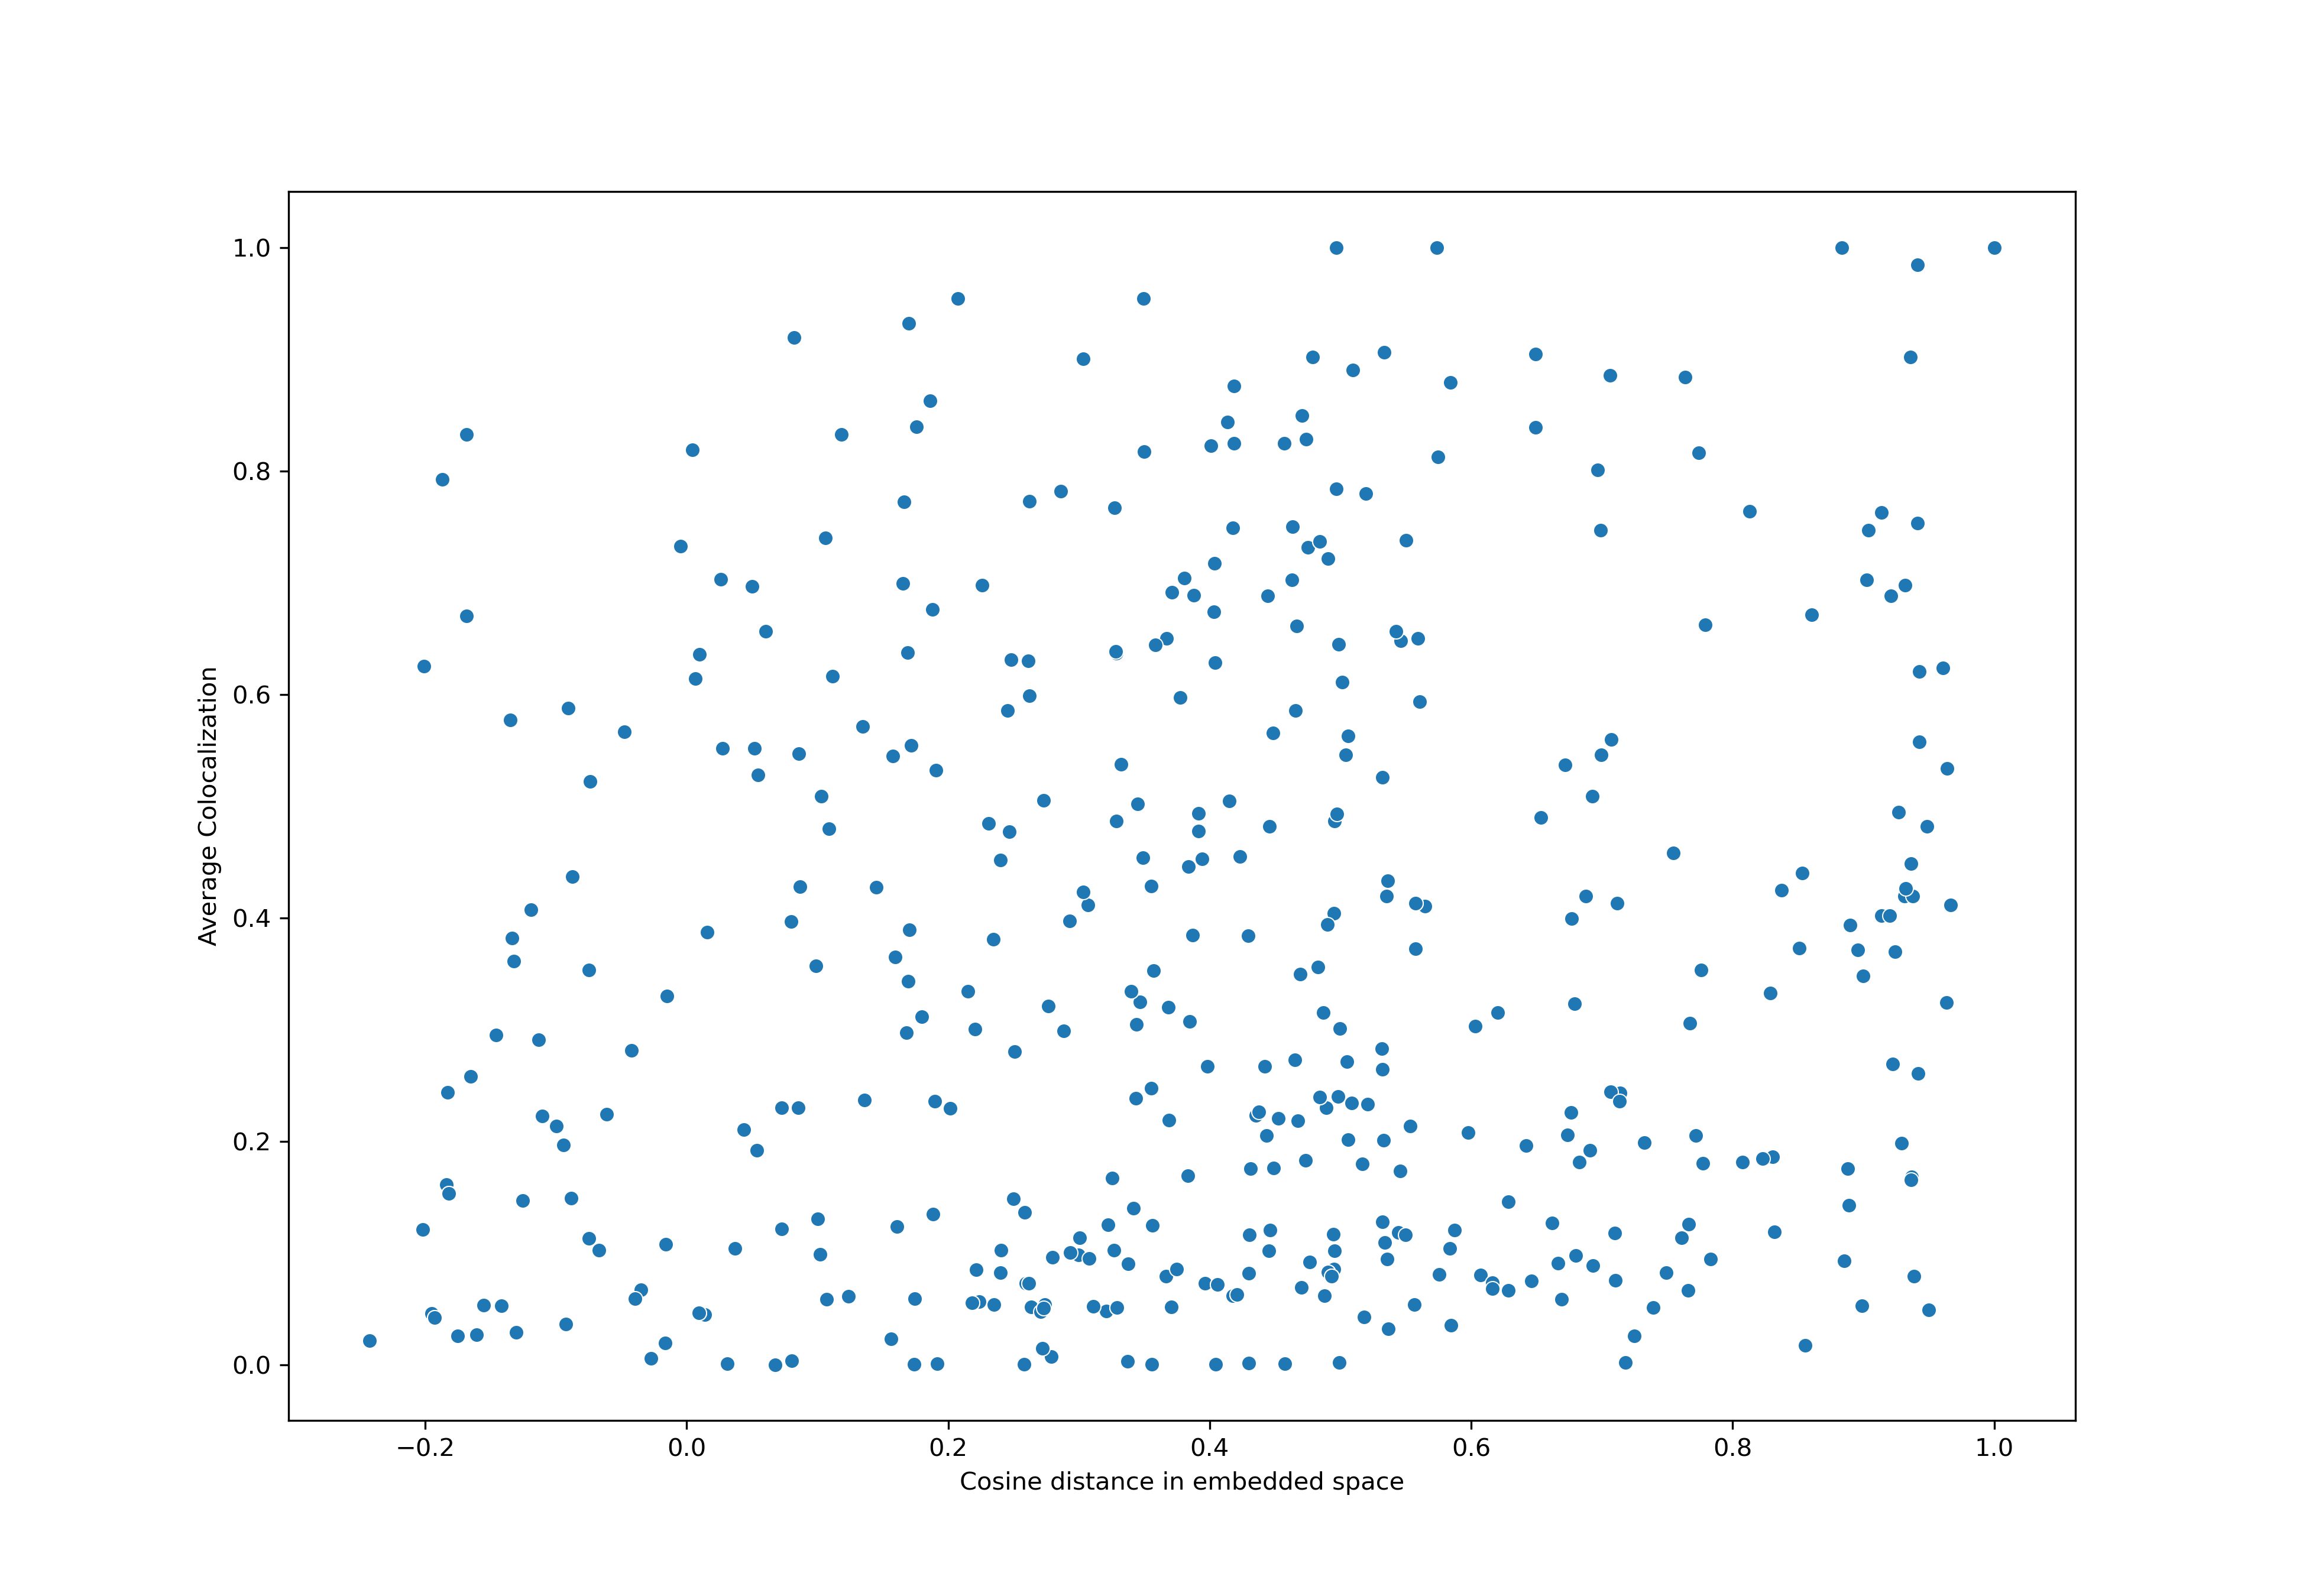 1.0
0.8
0.6
0.4
0.2
0.0
Average Colocalization
−0.2 0.0 0.2 0.4 0.6 0.8 1.0
Cosine distance in embedded space